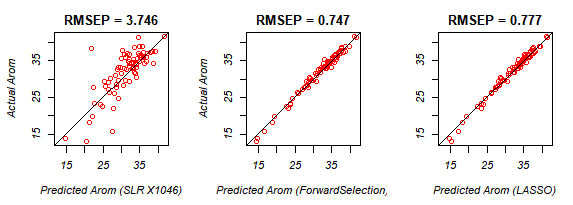 RMSEP = 3.746
Actual Arom
35
25
15
15
25
35
Predicted Arom (SLR X1046)
RMSEP = 0.747
Actual Arom
35
25
15
15
25
35
Predicted Arom (ForwardSelection,
RMSEP = 0.777
Actual Arom
35
25
15
15
25
35
Predicted Arom (LASSO)